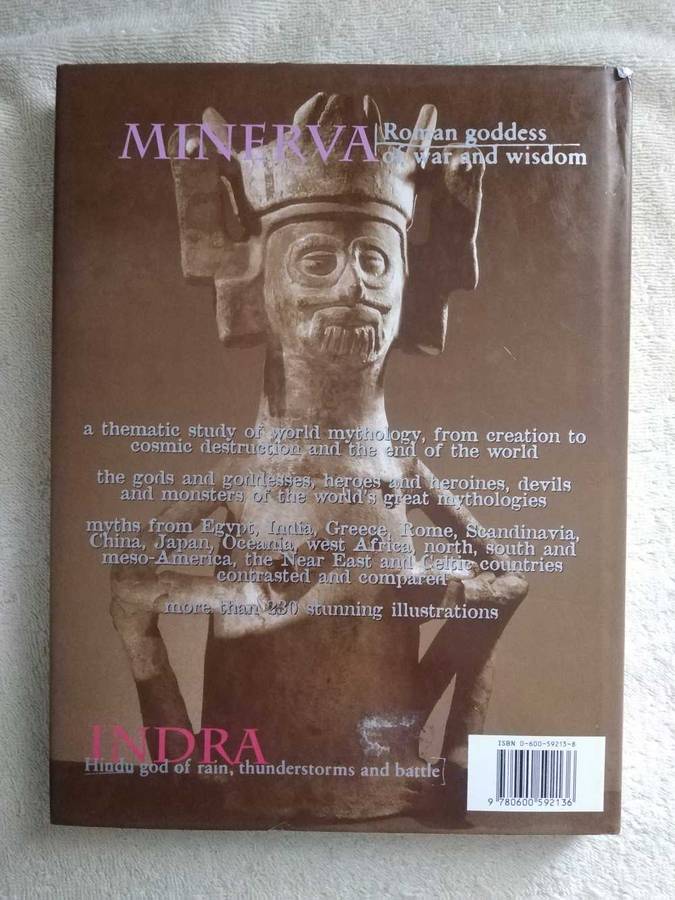 MINERVA
Roman goddess
of war and wisdom
a thematic study of world mythology, from creation to
cosmic destruction and the end of the world
the gods and goddesses, heroes and heroines, devils
and monsters of the world's great mythologies
myths from Egypt, India, Greece, Rome, Scandinavia,
China, Japan, Oceania, west Africa, north, south and
meso-America, the Near East and Celtic countries
contrasted and compared
more than 230 stunning illustrations
INDRA
Hindu god of rain, thunderstorms and battle
ISBN 0-600-59213-8
9 780600 592136